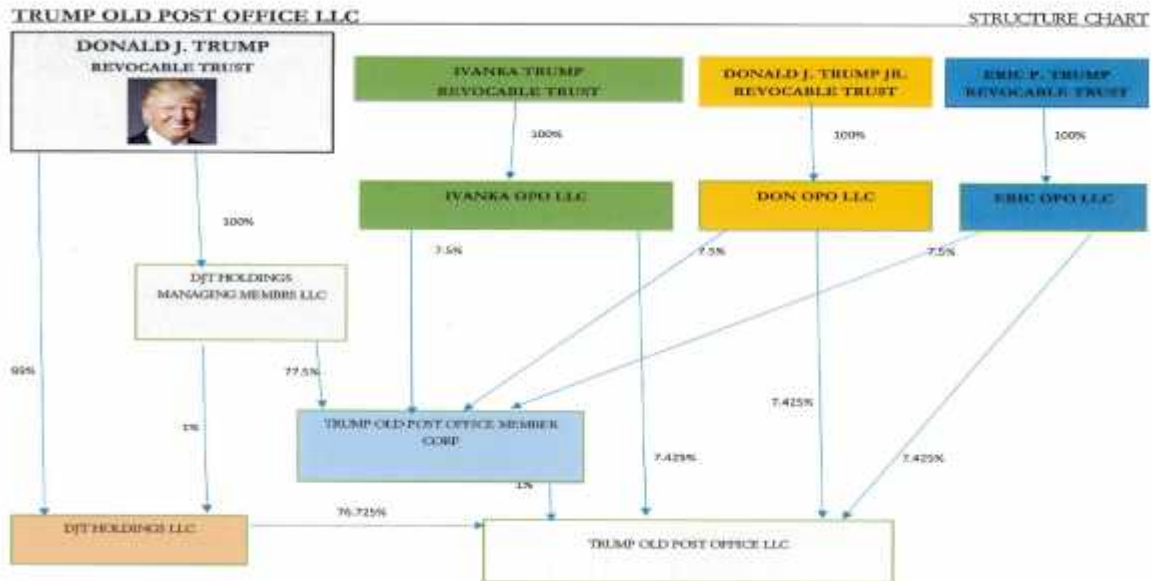 TRUMP OLD POST OFFICE LLC
STRUCTURE CHART
DONALD J. TRUMP
REVOCABLE TRUST
IVANKA TRUMP
REVOCABLE TRUST
DONALD J. TRUMP JR.
REVOCABLE TRUST
ERIC P. TRUMP
REVOCABLE TRUST
100%
100%
100%
IVANKA OPO LLC
DON OPO LLC
ERIC OPO LLC
100%
7.5%
7.5%
7.5%
DJT HOLDINGS
MANAGING MEMBRS LLC
99%
77.5%
1%
7.425%
TRUMP OLD POST OFFICE MEMBER
CORP
7.425%
7.425%
1%
76.725%
DJT HOLDINGS LLC
TRUMP OLD POST OFFICE LLC